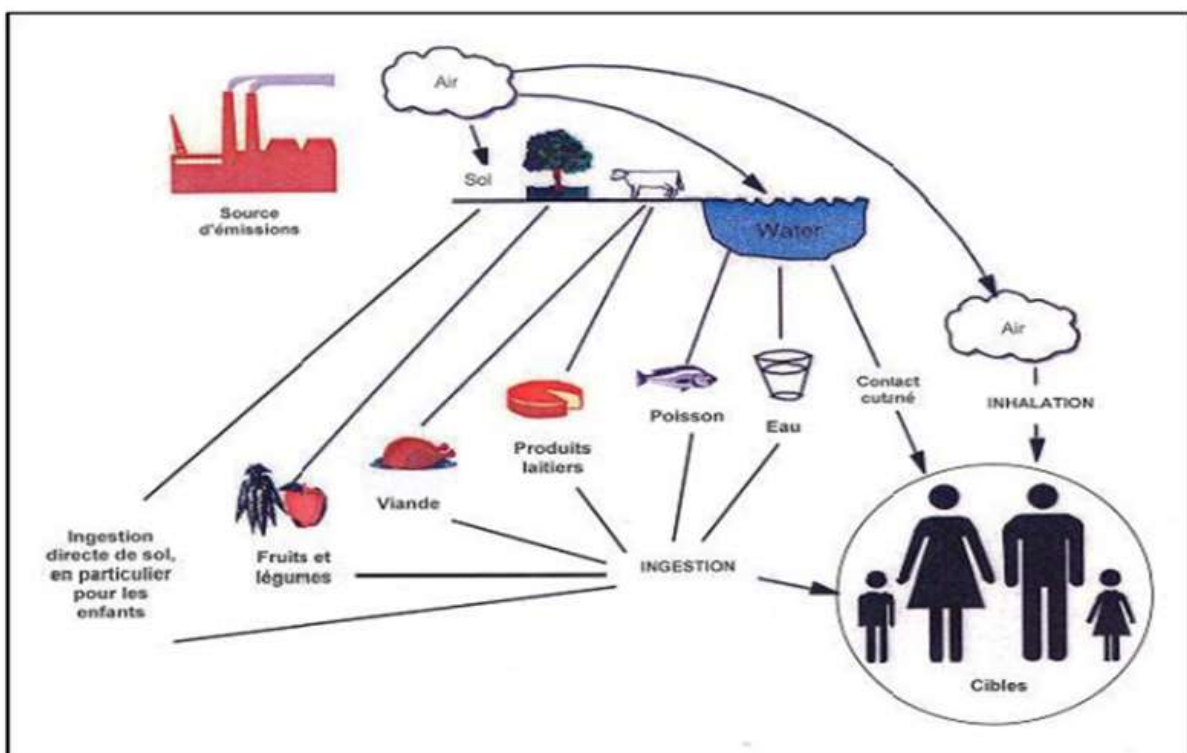 Air
Sol
Source
d'émissions
Water
Air
Contact
cutané
INHALATION
Poisson
Eau
Produits
laitiers
Viande
Fruits et
légumes
Ingestion
directe de sol,
en particulier
pour les
enfants
INGESTION
Cibles